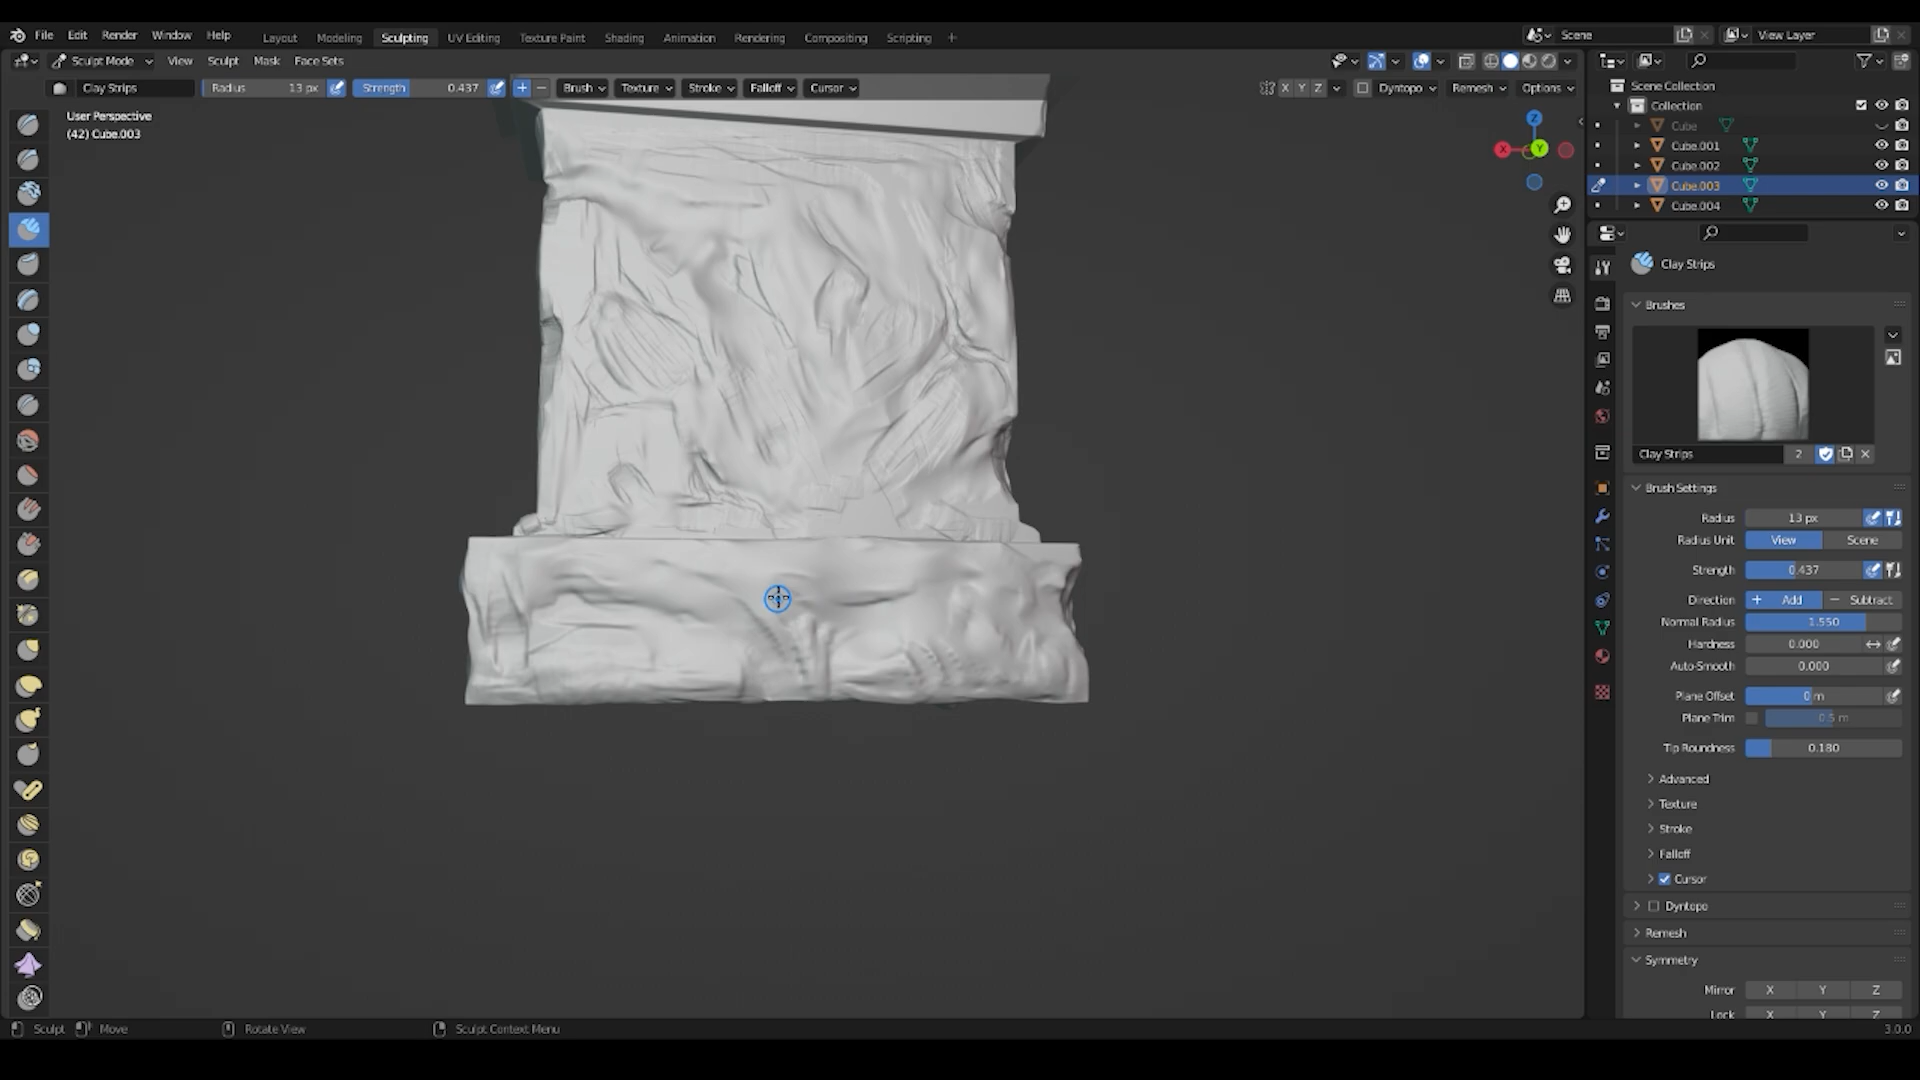 File Edit Render Window Help Layout Modeling Sculpting UV Editing Texture Paint Shading Animation Rendering Compositing Scripting + Scene View Layer
Sculpt Mode View Sculpt Mask Face Sets
Clay Strips Radius 13 px Strength 0.437 + − Brush Texture Stroke Falloff Cursor X Y Z Dyntopo Remesh Options
User Perspective
(42) Cube.003
Z
X
Y
Scene Collection
Collection
Cube
Cube.001
Cube.002
Cube.003
Cube.004
Clay Strips
Brushes
Clay Strips 2
Brush Settings
Radius 13 px
Radius Unit View Scene
Strength 0.437
Direction + Add − Subtract
Normal Radius 1.550
Hardness 0.000
Auto-Smooth 0.000
Plane Offset 0 m
Plane Trim 0.5 m
Tip Roundness 0.180
Advanced
Texture
Stroke
Falloff
Cursor
Dyntopo
Remesh
Symmetry
Mirror X Y Z
Lock X Y Z
Sculpt Move Rotate View Sculpt Context Menu 3.0.0